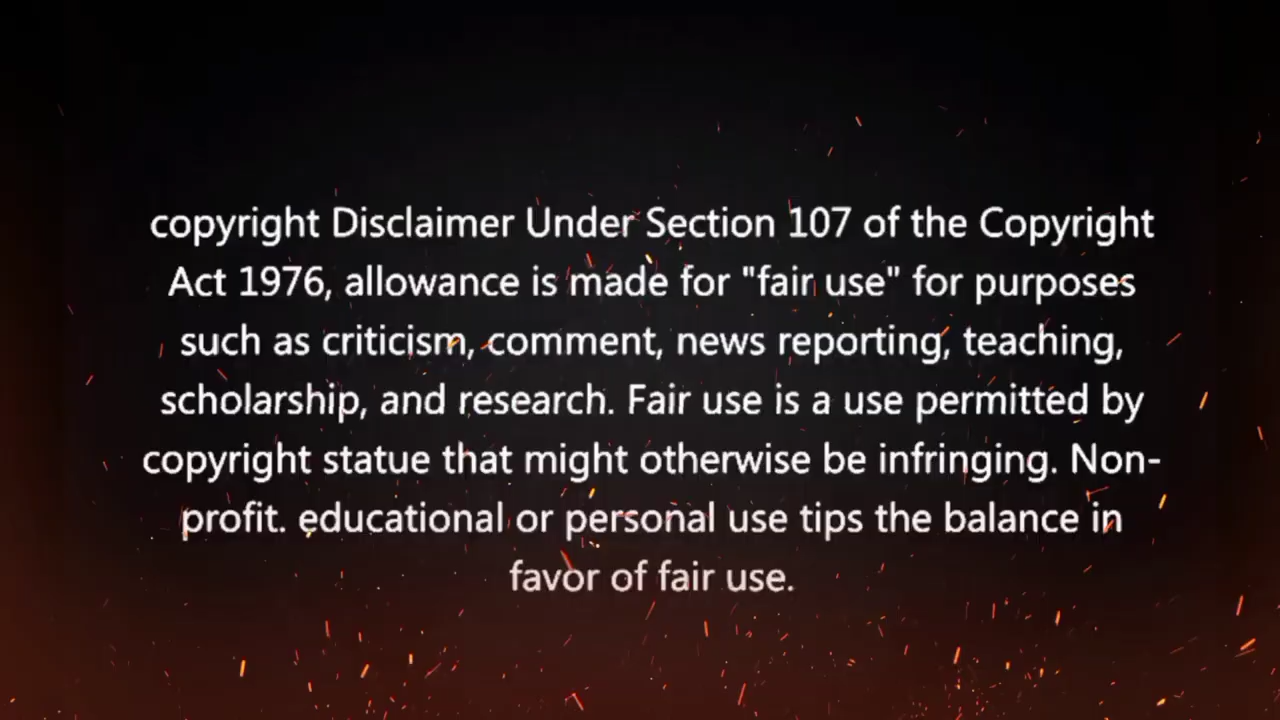 copyright Disclaimer Under Section 107 of the Copyright
Act 1976, allowance is made for "fair use" for purposes
such as criticism, comment, news reporting, teaching,
scholarship, and research. Fair use is a use permitted by
copyright statue that might otherwise be infringing. Non-
profit. educational or personal use tips the balance in
favor of fair use.